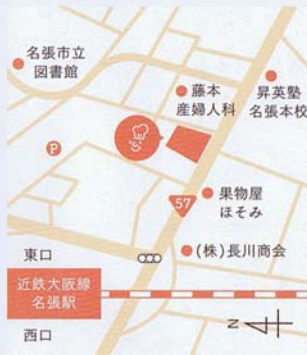 名張市立
図書館
藤本
産婦人科
昇英塾
名張本校
P
57
果物屋
ほそみ
(株)長川商会
東口
近鉄大阪線
名張駅
西口
N